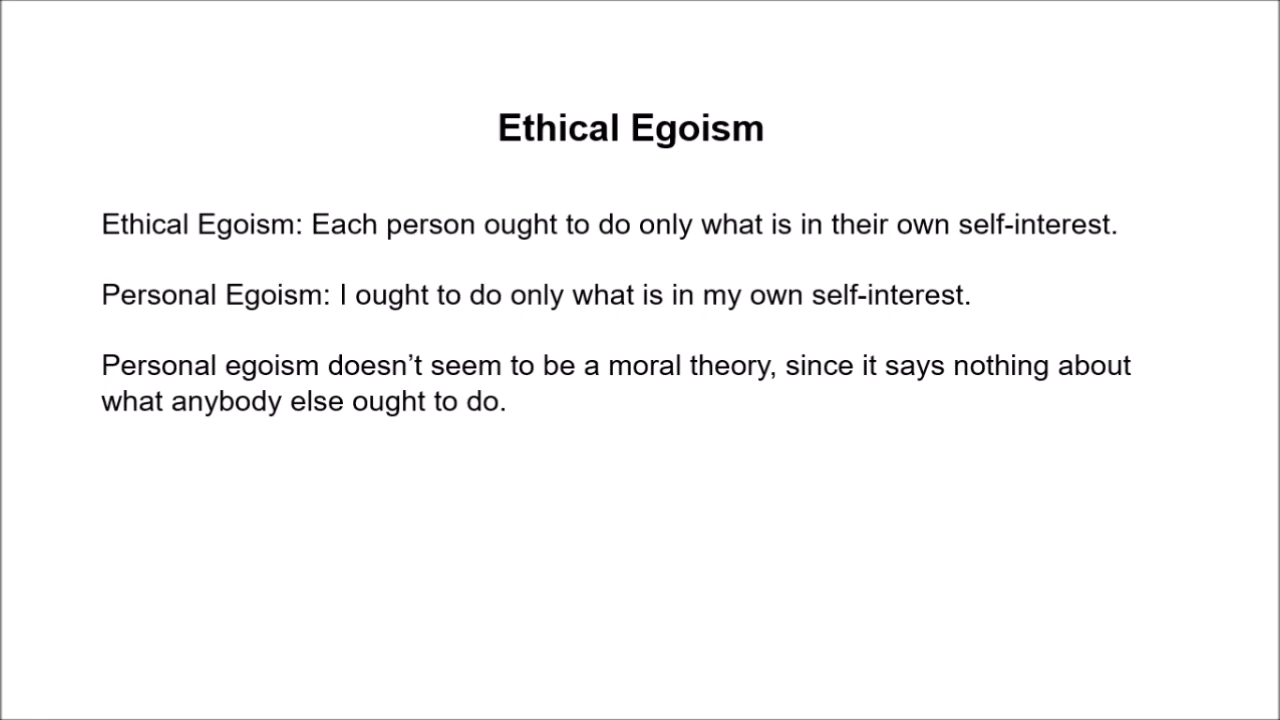 Ethical Egoism
Ethical Egoism: Each person ought to do only what is in their own self-interest.
Personal Egoism: I ought to do only what is in my own self-interest.
Personal egoism doesn’t seem to be a moral theory, since it says nothing about
what anybody else ought to do.